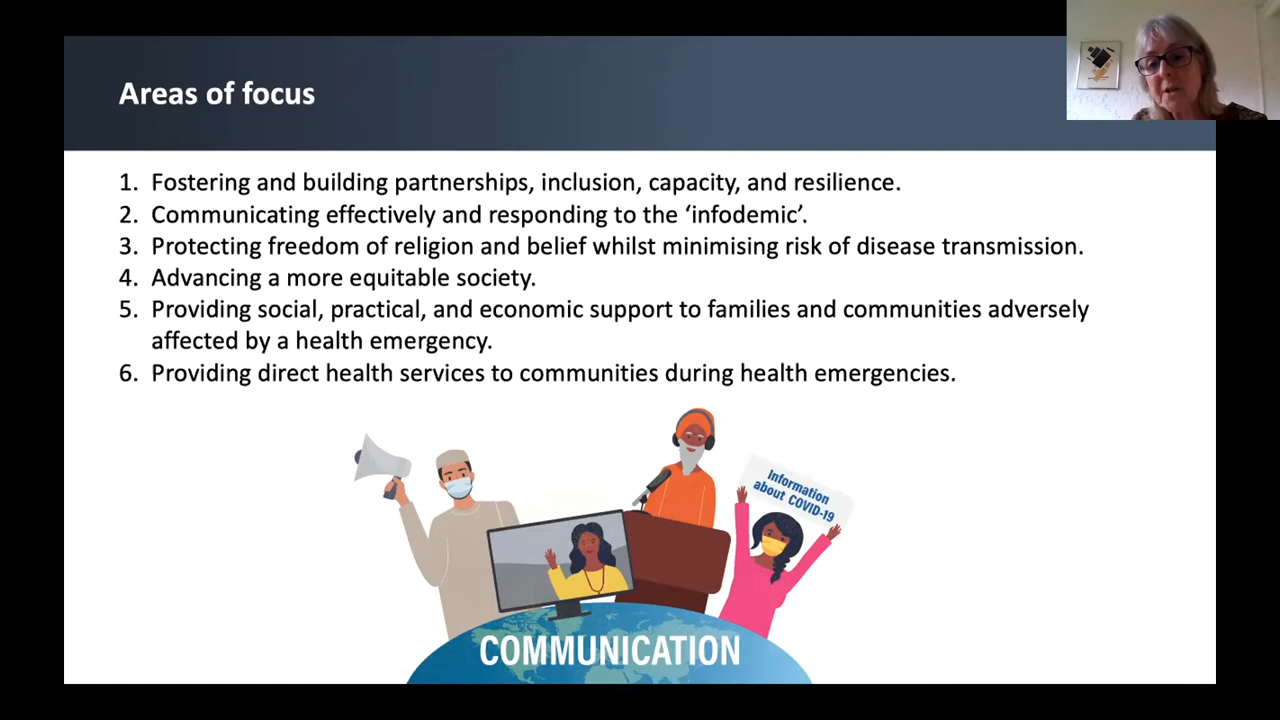 Areas of focus
1. Fostering and building partnerships, inclusion, capacity, and resilience.
2. Communicating effectively and responding to the ‘infodemic’.
3. Protecting freedom of religion and belief whilst minimising risk of disease transmission.
4. Advancing a more equitable society.
5. Providing social, practical, and economic support to families and communities adversely
affected by a health emergency.
6. Providing direct health services to communities during health emergencies.
Information
about COVID-19
COMMUNICATION